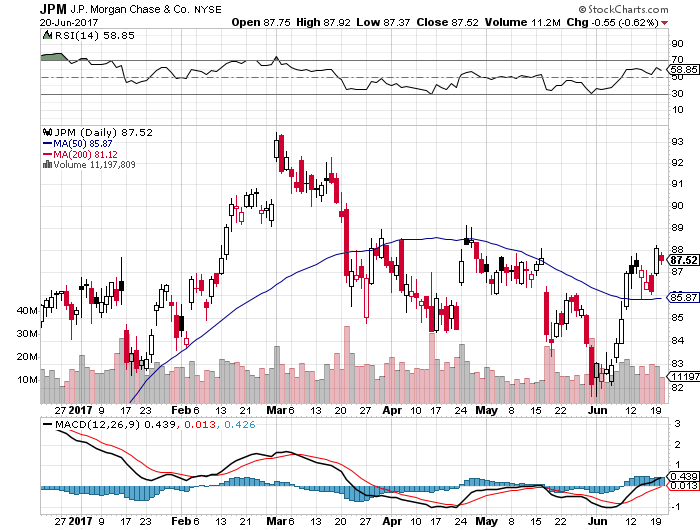 JPM J.P. Morgan Chase & Co. NYSE
© StockCharts.com
20-Jun-2017 Open 87.75 High 87.92 Low 87.37 Close 87.52 Volume 11.2M Chg -0.55 (-0.62%)
RSI(14) 58.85
90
70
58.85
50
30
10
JPM (Daily) 87.52
MA(50) 85.87
MA(200) 81.12
Volume 11,197,809
93
92
91
90
89
88
87.52
87
86
85.87
85
84
83
82
40M
30M
20M
10M
11197
27 2017 9 17 23 Feb 6 13 21 Mar 6 13 20 27 Apr 10 17 24 May 8 15 22 Jun 12 19
MACD(12,26,9) 0.439, 0.013, 0.426
3
2
1
0.439
0.013
-1
27 2017 9 17 23 Feb 6 13 21 Mar 6 13 20 27 Apr 10 17 24 May 8 15 22 Jun 12 19